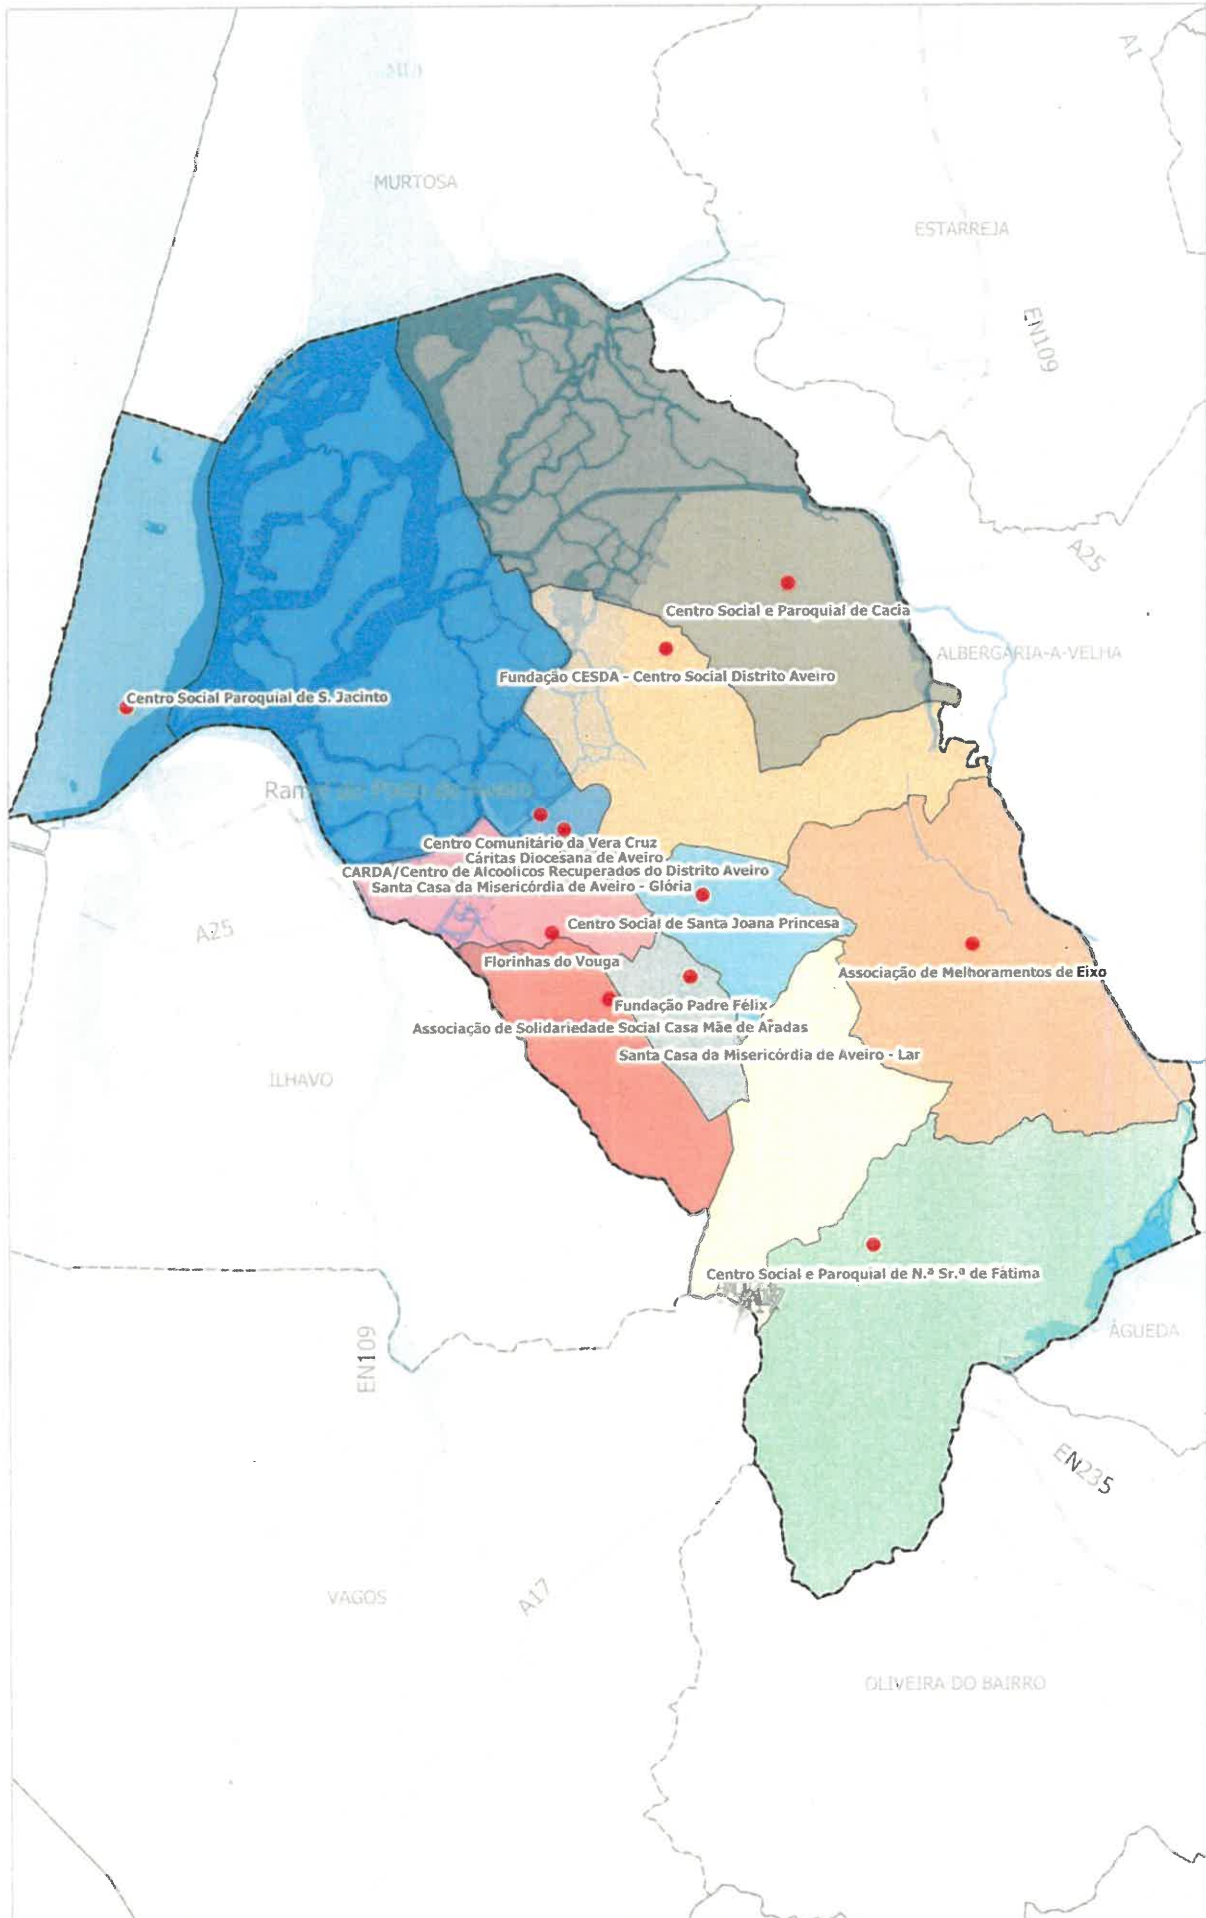 A1
MURTOSA
ESTARREJA
EN109
A25
Centro Social e Paroquial de Cacia
ALBERGARIA-A-VELHA
Fundação CESDA - Centro Social Distrito Aveiro
Centro Social Paroquial de S. Jacinto
Ramal do Porto de Aveiro
Centro Comunitário da Vera Cruz
Cáritas Diocesana de Aveiro
CARDA/Centro de Alcoolicos Recuperados do Distrito Aveiro
Santa Casa da Misericórdia de Aveiro - Glória
Centro Social de Santa Joana Princesa
A25
Florinhas do Vouga
Associação de Melhoramentos de Eixo
Fundação Padre Félix
Associação de Solidariedade Social Casa Mãe de Aradas
Santa Casa da Misericórdia de Aveiro - Lar
ÍLHAVO
Centro Social e Paroquial de N.ª Sr.ª de Fátima
ÁGUEDA
EN109
EN235
VAGOS
A17
OLIVEIRA DO BAIRRO